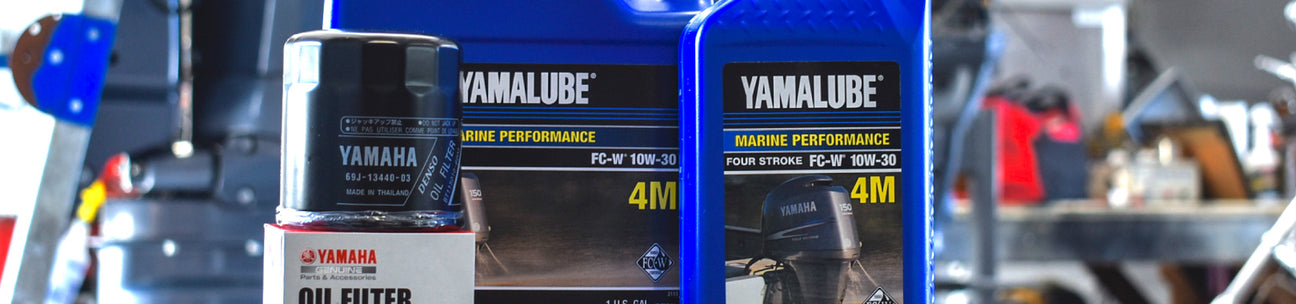 ●ジャッキアップ禁止 ●DO NOT JACK UP
●NE PAS UTILISER COMME POINT DE LEVAGE
YAMAHA
69J-13440-03
MADE IN THAILAND
DENSO
OIL FILTER
YAMAHA
GENUINE
Parts & Accessories
OIL FILTER
YAMALUBE®
MARINE PERFORMANCE
FC-W® 10W-30
4M
150
FC-W
1 U.S. GAL
YAMALUBE®
MARINE PERFORMANCE
FOUR STROKE FC-W® 10W-30
4M
YAMAHA
150